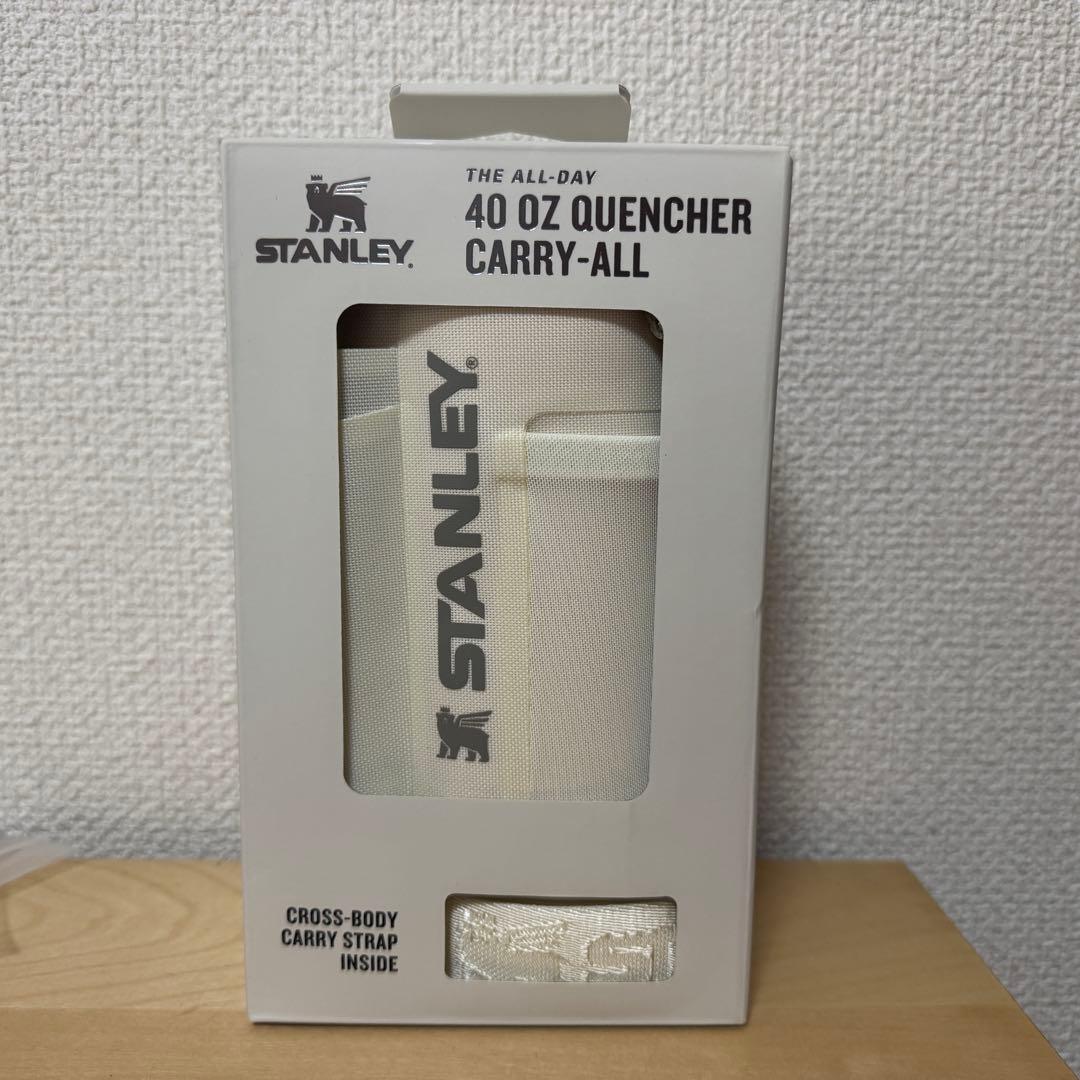 STANLEY.
THE ALL-DAY
40 OZ QUENCHER
CARRY-ALL
STANLEY®
CROSS-BODY
CARRY STRAP
INSIDE